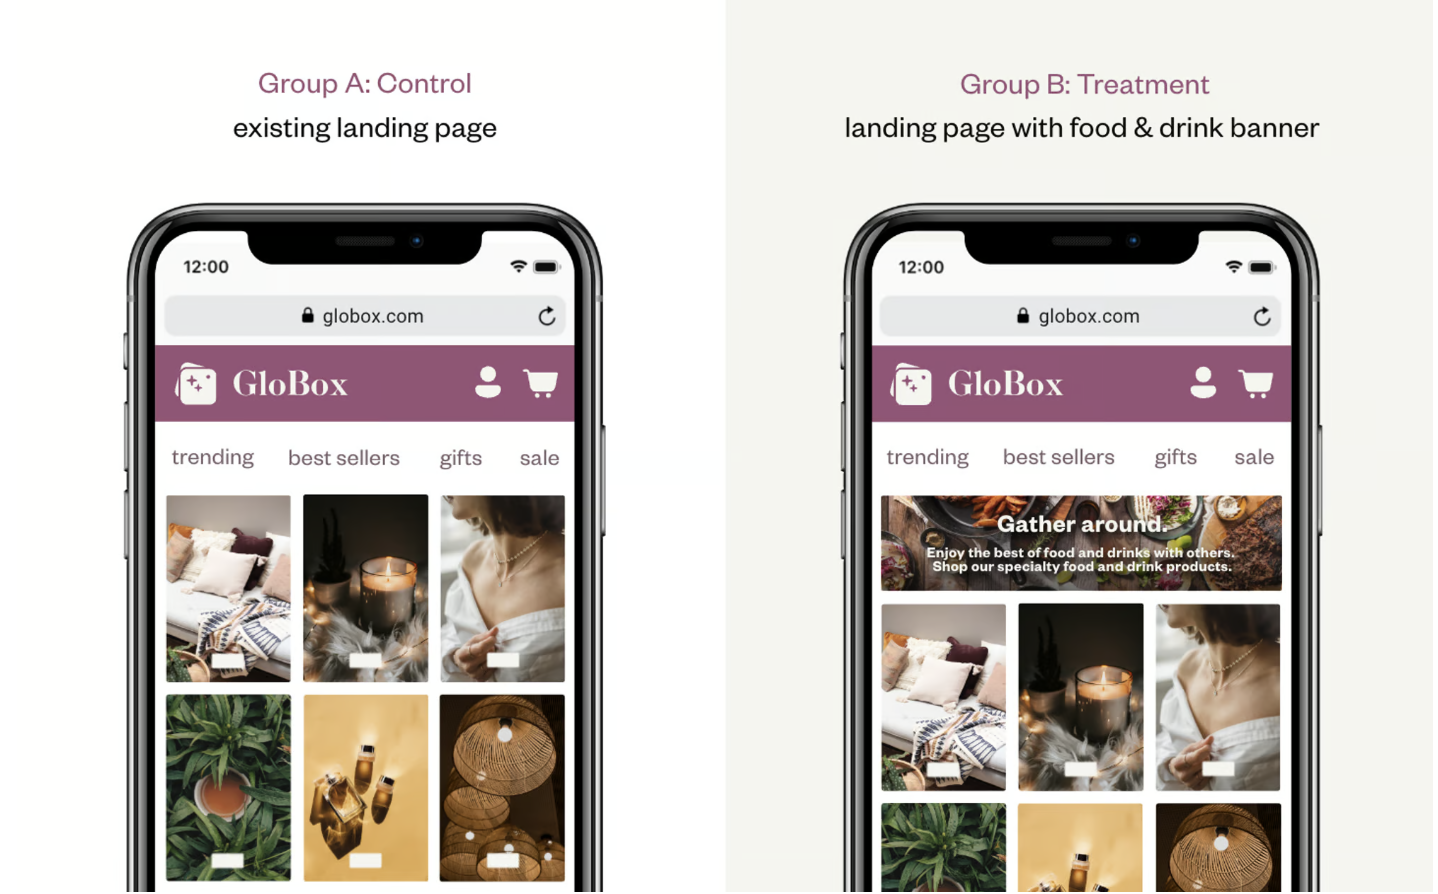 Group A: Control
existing landing page
12:00
globox.com
GloBox
trending best sellers gifts sale
Group B: Treatment
landing page with food & drink banner
12:00
globox.com
GloBox
trending best sellers gifts sale
Gather around.
Enjoy the best of food and drinks with others.
Shop our specialty food and drink products.